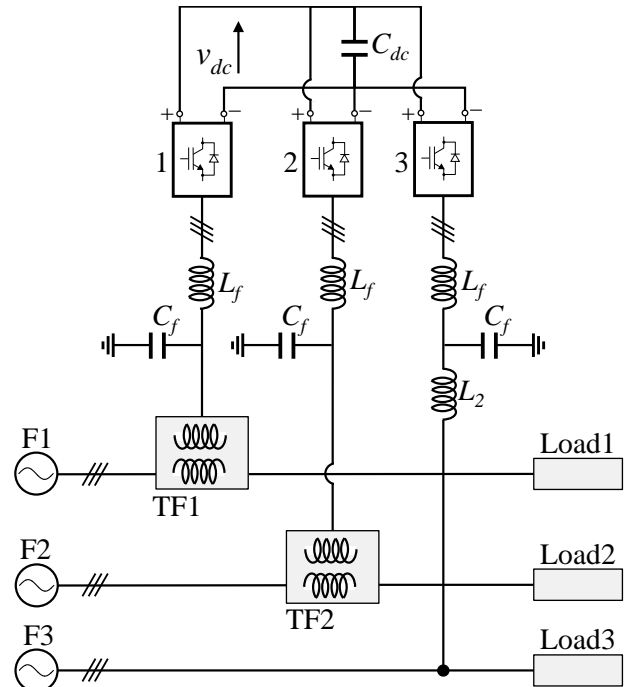 v_dc C_dc
+ − + − + −
1 2 3
L_f L_f L_f
C_f C_f C_f
L_2
F1 Load1
TF1
F2 Load2
TF2
F3 Load3